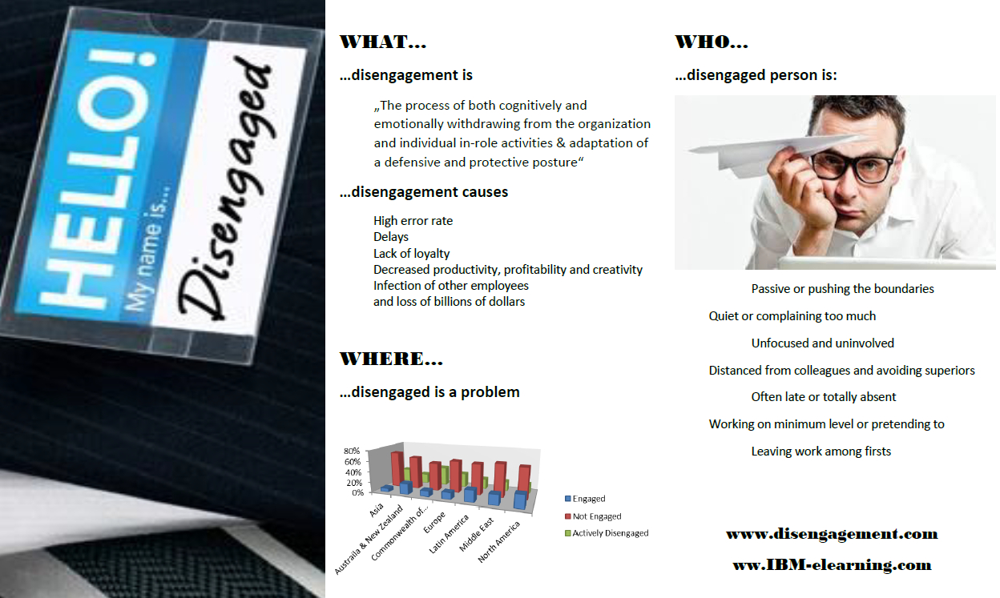 HELLO!
My name is...
Disengaged
WHAT...
...disengagement is
„The process of both cognitively and
emotionally withdrawing from the organization
and individual in-role activities & adaptation of
a defensive and protective posture“
...disengagement causes
High error rate
Delays
Lack of loyalty
Decreased productivity, profitability and creativity
Infection of other employees
and loss of billions of dollars
WHERE...
...disengaged is a problem
80%
60%
40%
20%
0%
Asia
Austraila & New Zealand
Commonwealth of...
Europe
Latin America
Middle East
North America
Engaged
Not Engaged
Actively Disengaged
WHO...
...disengaged person is:
Passive or pushing the boundaries
Quiet or complaining too much
Unfocused and uninvolved
Distanced from colleagues and avoiding superiors
Often late or totally absent
Working on minimum level or pretending to
Leaving work among firsts
www.disengagement.com
ww.IBM-elearning.com